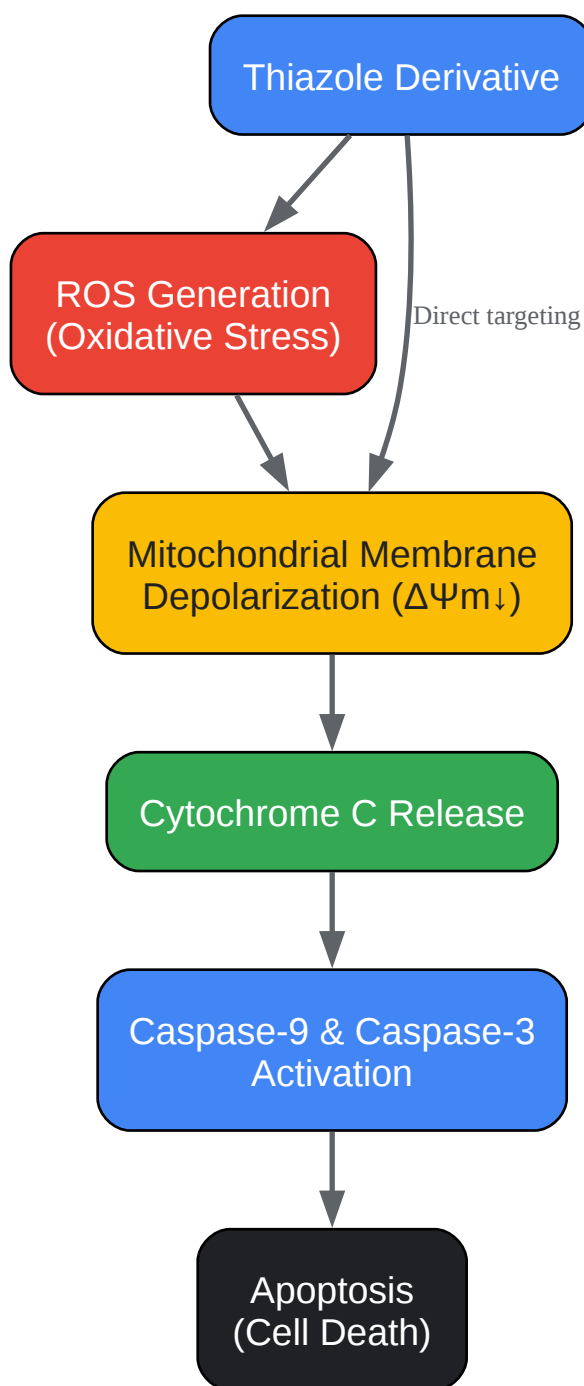 Thiazole Derivative
ROS Generation
(Oxidative Stress)
Direct targeting
Mitochondrial Membrane
Depolarization (ΔΨm↓)
Cytochrome C Release
Caspase-9 & Caspase-3
Activation
Apoptosis
(Cell Death)